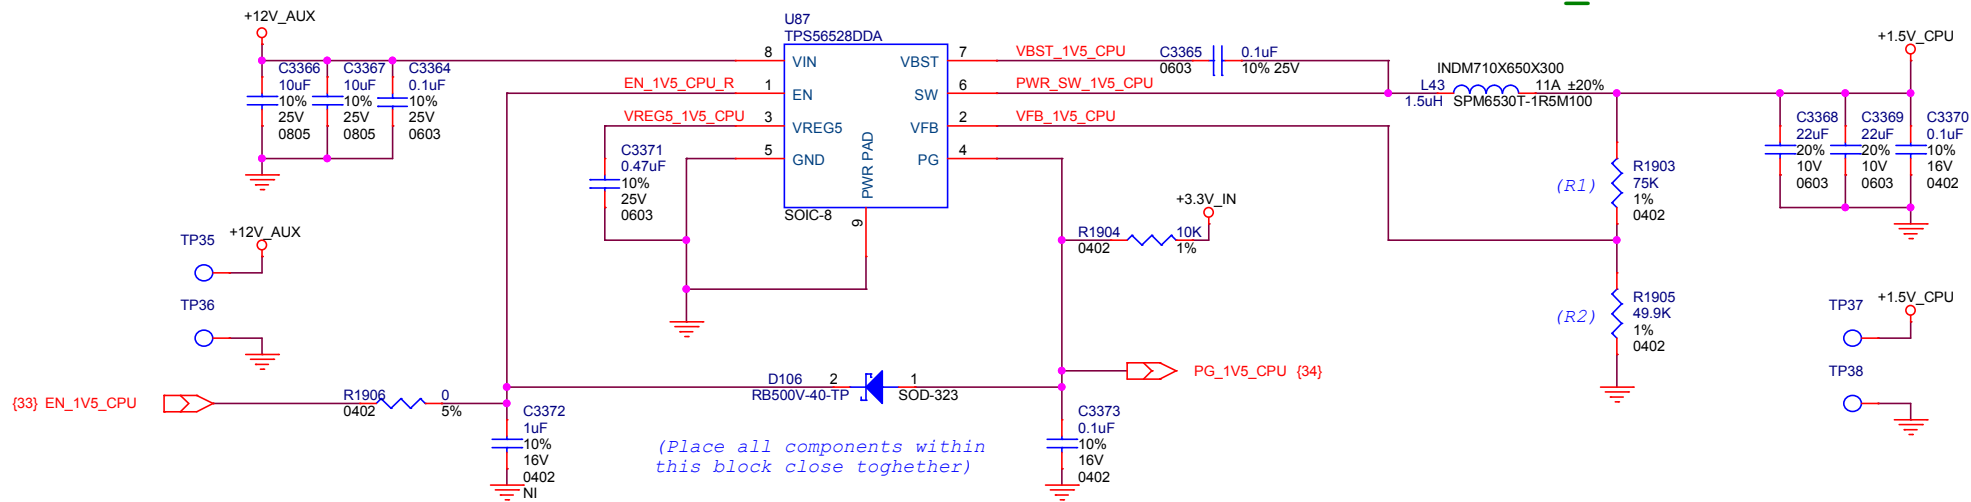 +12V_AUX
C3366
10uF
10%
25V
0805
C3367
10uF
10%
25V
0805
C3364
0.1uF
10%
25V
0603
U87
TPS56528DDA
8 VIN
1 EN
3 VREG5
5 GND
VBST 7
SW 6
VFB 2
PG 4
PWR PAD
9
SOIC-8
EN_1V5_CPU_R
VREG5_1V5_CPU
C3371
0.47uF
10%
25V
0603
VBST_1V5_CPU
PWR_SW_1V5_CPU
VFB_1V5_CPU
C3365 0.1uF
0603 10% 25V
INDM710X650X300
L43 11A ±20%
1.5uH SPM6530T-1R5M100
+1.5V_CPU
C3368
22uF
20%
10V
0603
C3369
22uF
20%
10V
0603
C3370
0.1uF
10%
16V
0402
(R1)
R1903
75K
1%
0402
+3.3V_IN
R1904 10K
0402 1%
(R2)
R1905
49.9K
1%
0402
TP35
+12V_AUX
TP36
TP37
+1.5V_CPU
TP38
{33} EN_1V5_CPU
R1906 0
0402 5%
C3372
1uF
10%
16V
0402
NI
D106 2 1
RB500V-40-TP SOD-323
PG_1V5_CPU {34}
C3373
0.1uF
10%
16V
0402
(Place all components within
this block close toghether)